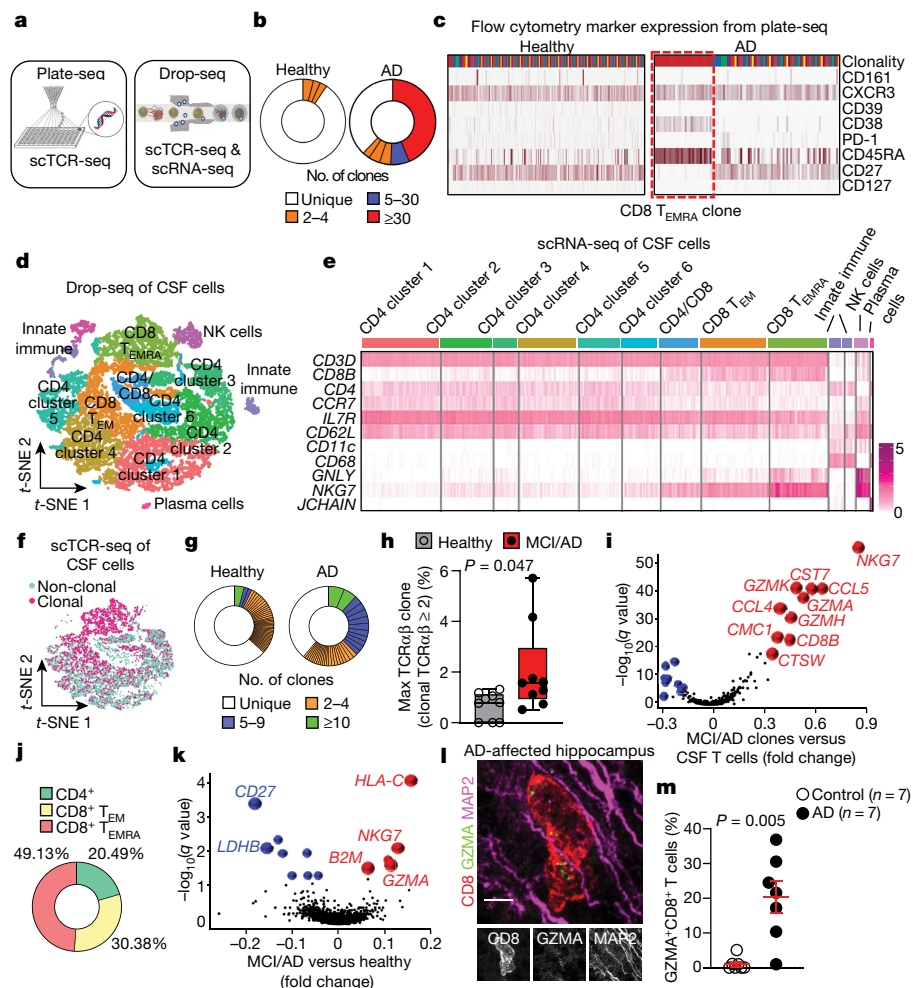 a
Plate-seq
scTCR-seq
Drop-seq
scTCR-seq &
scRNA-seq
b
Healthy
AD
No. of clones
Unique
2–4
5–30
≥30
c
Flow cytometry marker expression from plate-seq
Healthy
AD
Clonality
CD161
CXCR3
CD39
CD38
PD-1
CD45RA
CD27
CD127
CD8 TEMRA clone
d
Drop-seq of CSF cells
Innate
immune
CD8
TEMRA
NK cells
CD4
cluster 3
Innate
immune
CD4
cluster
5
CD4/
CD8
CD8
TEM
CD4
cluster 6
CD4
cluster 2
CD4
cluster 4
CD4
cluster 1
Plasma cells
t-SNE 2
t-SNE 1
e
scRNA-seq of CSF cells
CD4 cluster 1
CD4 cluster 2
CD4 cluster 3
CD4 cluster 4
CD4 cluster 5
CD4 cluster 6
CD4/CD8
CD8 TEM
CD8 TEMRA
Innate immune
NK cells
Plasma
cells
CD3D
CD8B
CD4
CCR7
IL7R
CD62L
CD11c
CD68
GNLY
NKG7
JCHAIN
5
0
f
scTCR-seq of
CSF cells
Non-clonal
Clonal
t-SNE 2
t-SNE 1
g
Healthy
AD
No. of clones
Unique
2–4
5–9
≥10
h
Healthy
MCI/AD
P = 0.047
Max TCRαβ clone
(clonal TCRαβ ≥ 2) (%)
6
4
2
0
i
50
40
30
20
10
0
−log10(q value)
NKG7
CST7
GZMK
CCL5
GZMA
CCL4
GZMH
CMC1
CD8B
CTSW
−0.3
0
0.3
0.6
0.9
MCI/AD clones versus
CSF T cells (fold change)
j
CD4+
CD8+ TEM
CD8+ TEMRA
49.13%
20.49%
30.38%
k
4
3
2
1
0
−log10(q value)
CD27
HLA-C
LDHB
NKG7
B2M
GZMA
−0.2
−0.1
0
0.1
0.2
MCI/AD versus healthy
(fold change)
l
AD-affected hippocampus
CD8 GZMA MAP2
CD8
GZMA
MAP2
m
Control (n = 7)
AD (n = 7)
P = 0.005
GZMA+CD8+ T cells (%)
40
30
20
10
0